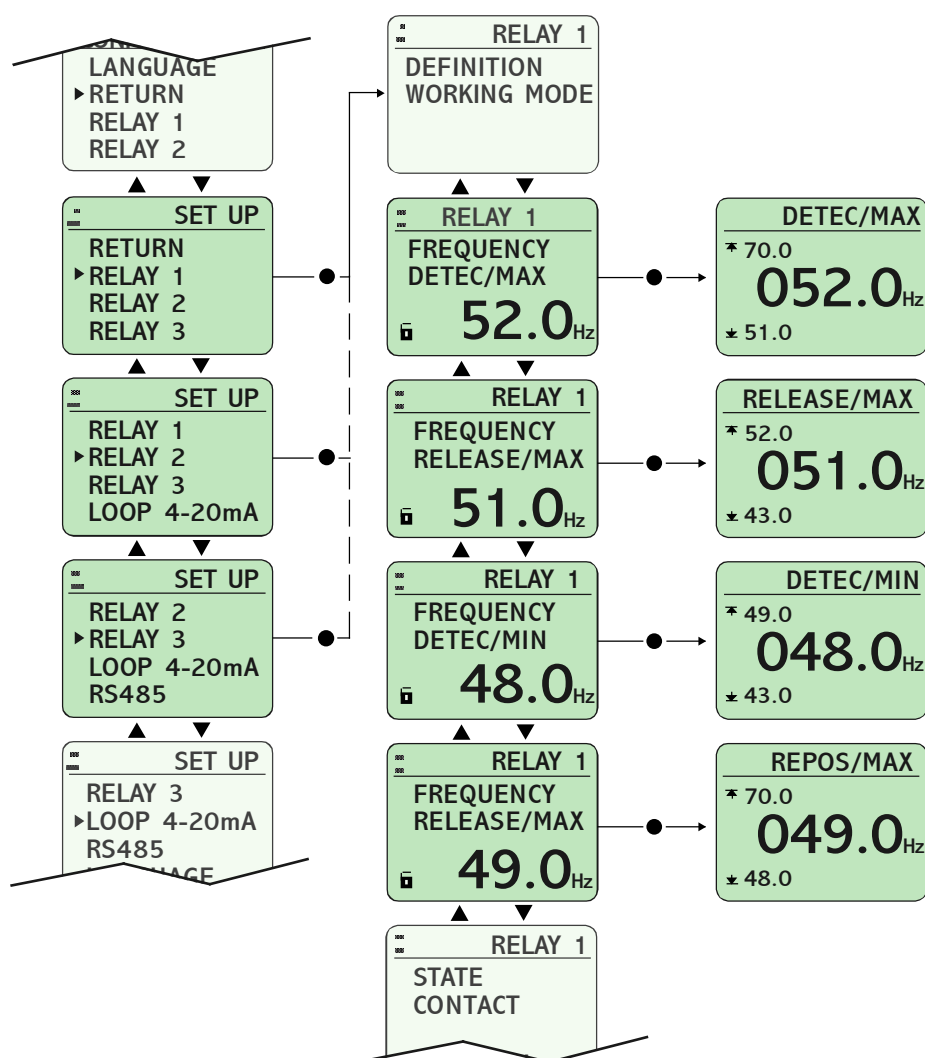 LANGUAGE
RETURN
RELAY 1
RELAY 2
SET UP
RETURN
RELAY 1
RELAY 2
RELAY 3
SET UP
RELAY 1
RELAY 2
RELAY 3
LOOP 4-20mA
SET UP
RELAY 2
RELAY 3
LOOP 4-20mA
RS485
SET UP
RELAY 3
LOOP 4-20mA
RS485
RELAY 1
DEFINITION
WORKING MODE
RELAY 1
FREQUENCY
DETEC/MAX
52.0Hz
RELAY 1
FREQUENCY
RELEASE/MAX
51.0Hz
RELAY 1
FREQUENCY
DETEC/MIN
48.0Hz
RELAY 1
FREQUENCY
RELEASE/MAX
49.0Hz
RELAY 1
STATE
CONTACT
DETEC/MAX
70.0
052.0Hz
51.0
RELEASE/MAX
52.0
051.0Hz
43.0
DETEC/MIN
49.0
048.0Hz
43.0
REPOS/MAX
70.0
049.0Hz
48.0